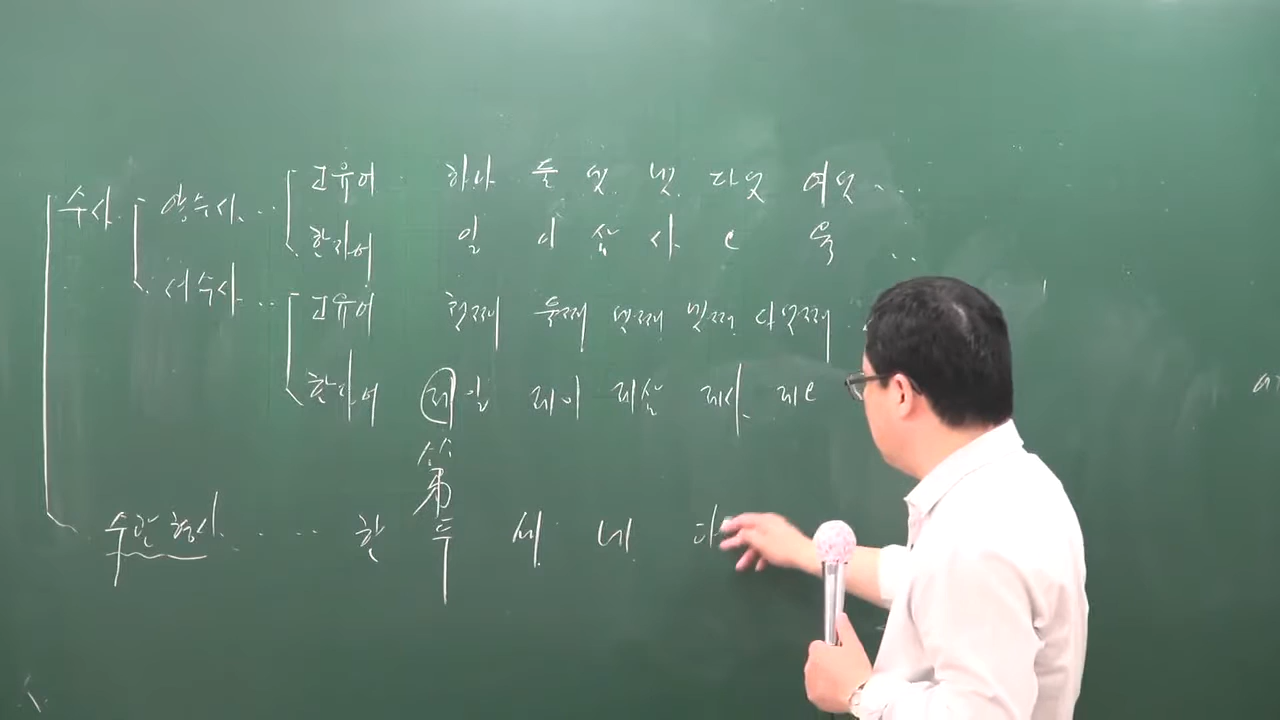 수사 양수사 ... 고유어 하나 둘 셋 넷 다섯 여섯 ...
한자어 일 이 삼 사 오 육 ...
서수사 ... 고유어 첫째 둘째 셋째 넷째 다섯째
한자어 제일 제이 제삼 제사 제오
第
수관형사 ..... 한 두 세 네 다